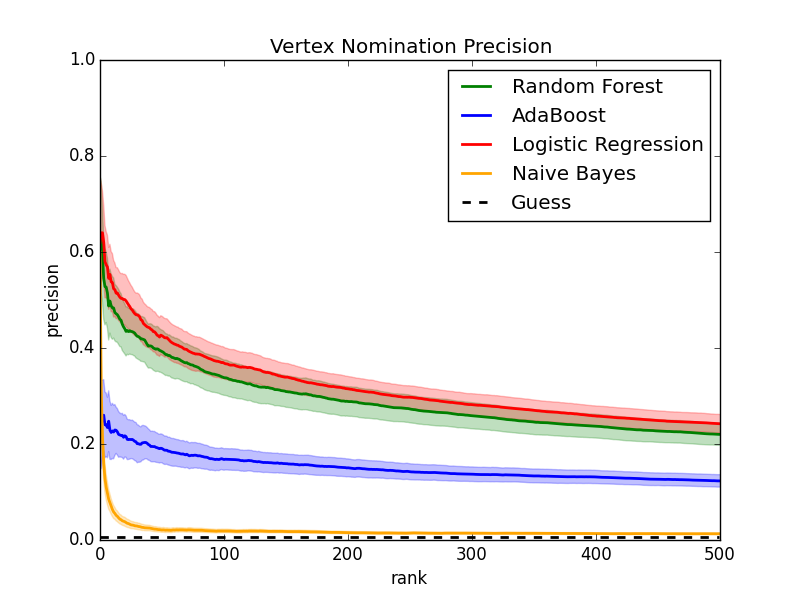 Vertex Nomination Precision
1.0
0.8
0.6
0.4
0.2
0.0
precision
Random Forest
AdaBoost
Logistic Regression
Naive Bayes
Guess
0 100 200 300 400 500
rank